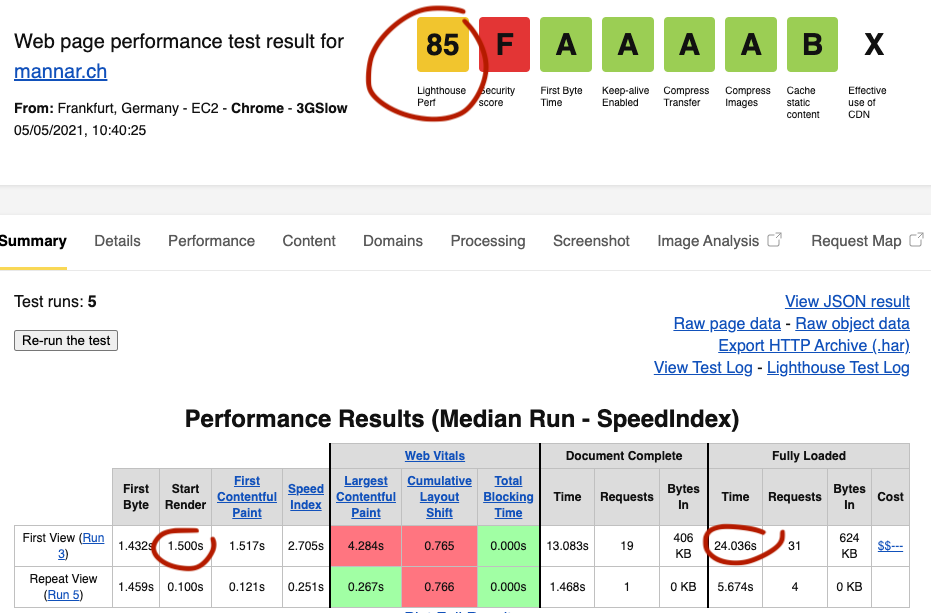 Web page performance test result for
mannar.ch
From: Frankfurt, Germany - EC2 - Chrome - 3GSlow
05/05/2021, 10:40:25
85 F A A A A B X
Lighthouse Perf
Security score
First Byte Time
Keep-alive Enabled
Compress Transfer
Compress Images
Cache static content
Effective use of CDN
Summary Details Performance Content Domains Processing Screenshot Image Analysis Request Map
Test runs: 5
Re-run the test
View JSON result
Raw page data - Raw object data
Export HTTP Archive (.har)
View Test Log - Lighthouse Test Log
Performance Results (Median Run - SpeedIndex)
Web Vitals Document Complete Fully Loaded
First Byte Start Render First Contentful Paint Speed Index Largest Contentful Paint Cumulative Layout Shift Total Blocking Time Time Requests Bytes In Time Requests Bytes In Cost
First View (Run 3) 1.432s 1.500s 1.517s 2.705s 4.284s 0.765 0.000s 13.083s 19 406 KB 24.036s 31 624 KB $$---
Repeat View (Run 5) 1.459s 0.100s 0.121s 0.251s 0.267s 0.766 0.000s 1.468s 1 0 KB 5.674s 4 0 KB